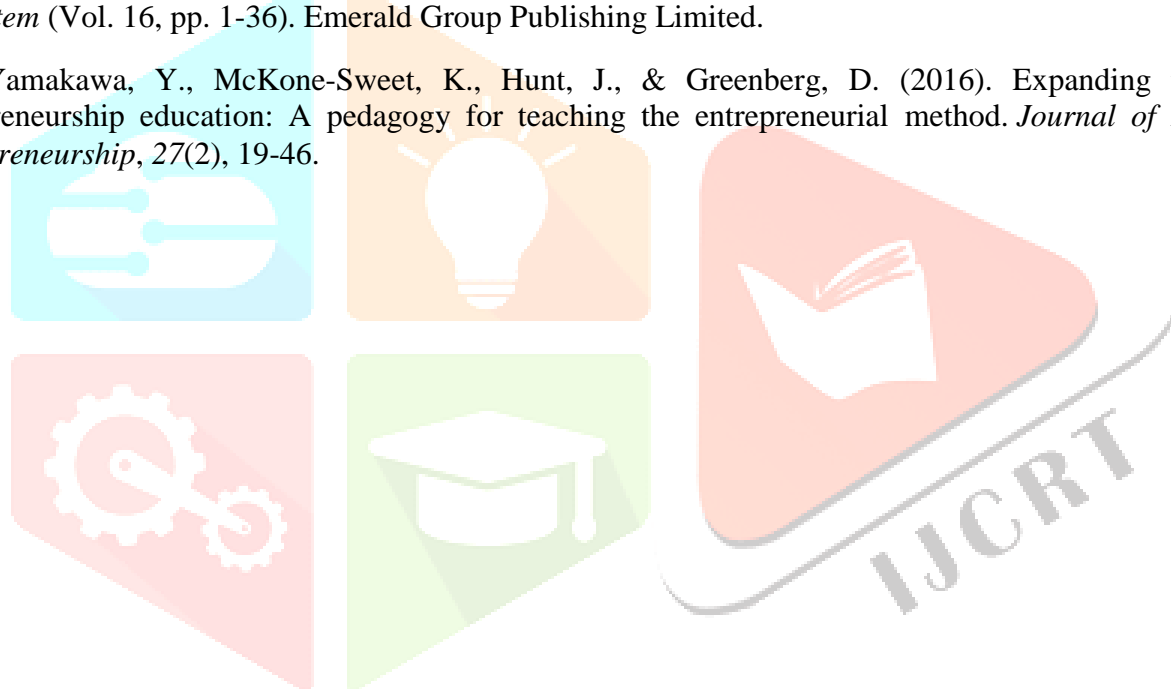 tem (Vol. 16, pp. 1-36). Emerald Group Publishing Limited.
Yamakawa, Y., McKone-Sweet, K., Hunt, J., & Greenberg, D. (2016). Expanding
reneurship education: A pedagogy for teaching the entrepreneurial method. Journal of
reneurship, 27(2), 19-46.
IJCRT